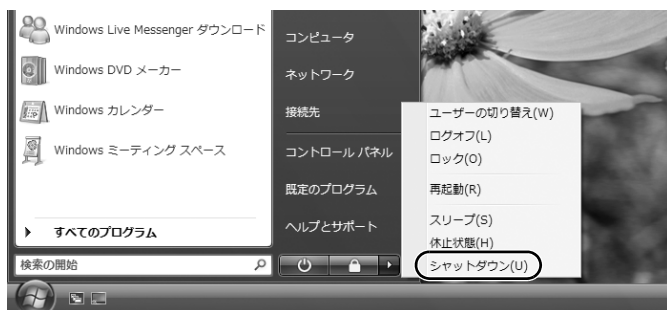 Windows Live Messenger ダウンロード
Windows DVD メーカー
Windows カレンダー
Windows ミーティング スペース
すべてのプログラム
検索の開始
コンピュータ
ネットワーク
接続先
コントロール パネル
既定のプログラム
ヘルプとサポート
ユーザーの切り替え(W)
ログオフ(L)
ロック(O)
再起動(R)
スリープ(S)
休止状態(H)
シャットダウン(U)